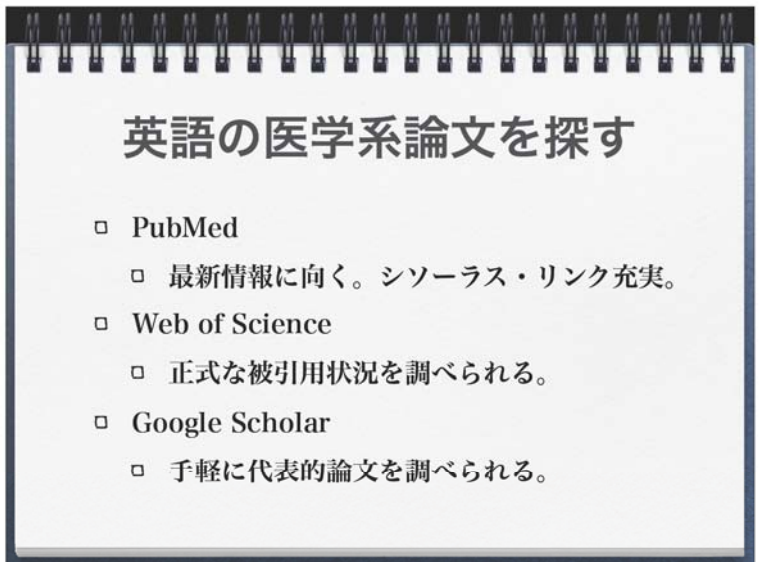 英語の医学系論文を探す
PubMed
最新情報に向く。シソーラス・リンク充実。
Web of Science
正式な被引用状況を調べられる。
Google Scholar
手軽に代表的論文を調べられる。